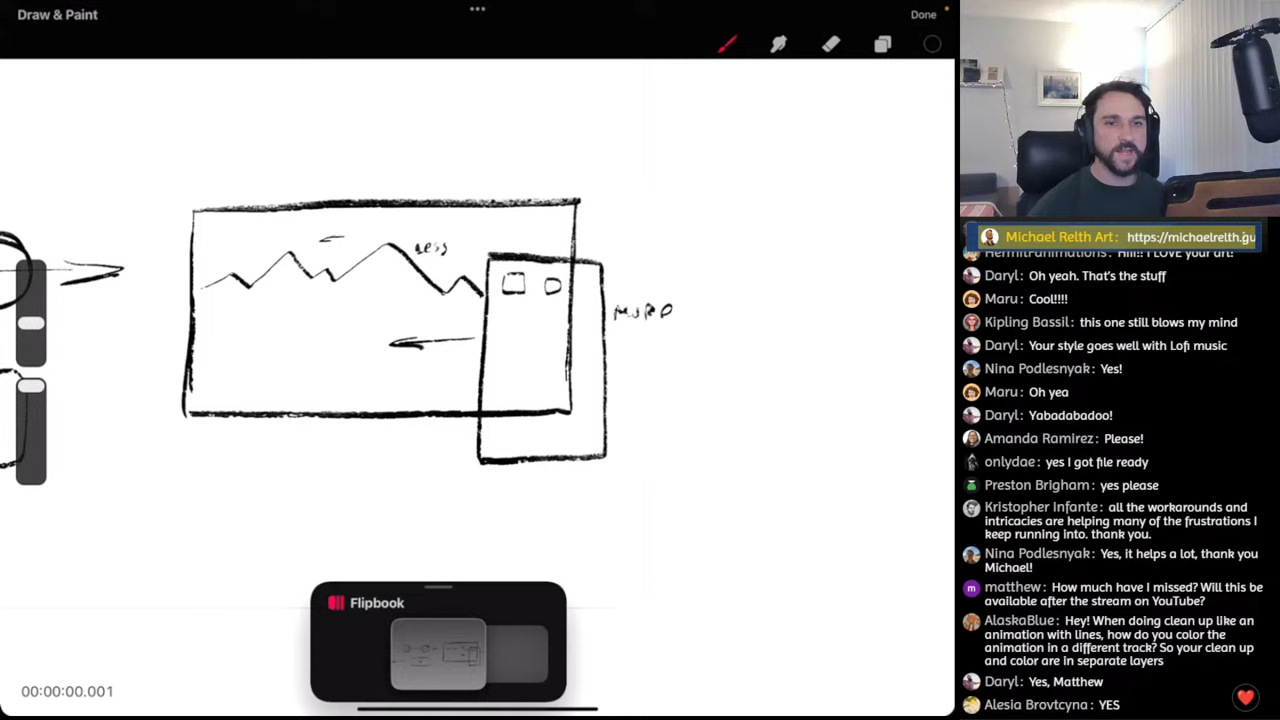 Draw & Paint
Done
Flipbook
00:00:00.001
Michael Relth Art: https://michaelrelth.gu
HermitFanimations: Hiii!! I LOVE your art!
Daryl: Oh yeah. That's the stuff
Maru: Cool!!!!
Kipling Bassil: this one still blows my mind
Daryl: Your style goes well with Lofi music
Nina Podlesnyak: Yes!
Maru: Oh yea
Daryl: Yabadabadoo!
Amanda Ramirez: Please!
onlydae: yes I got file ready
Preston Brigham: yes please
Kristopher Infante: all the workarounds and
intricacies are helping many of the frustrations I
keep running into. thank you.
Nina Podlesnyak: Yes, it helps a lot, thank you
Michael!
m
matthew: How much have I missed? Will this be
available after the stream on YouTube?
AlaskaBlue: Hey! When doing clean up like an
animation with lines, how do you color the
animation in a different track? So your clean up
and color are in separate layers
Daryl: Yes, Matthew
Alesia Brovtcyna: YES